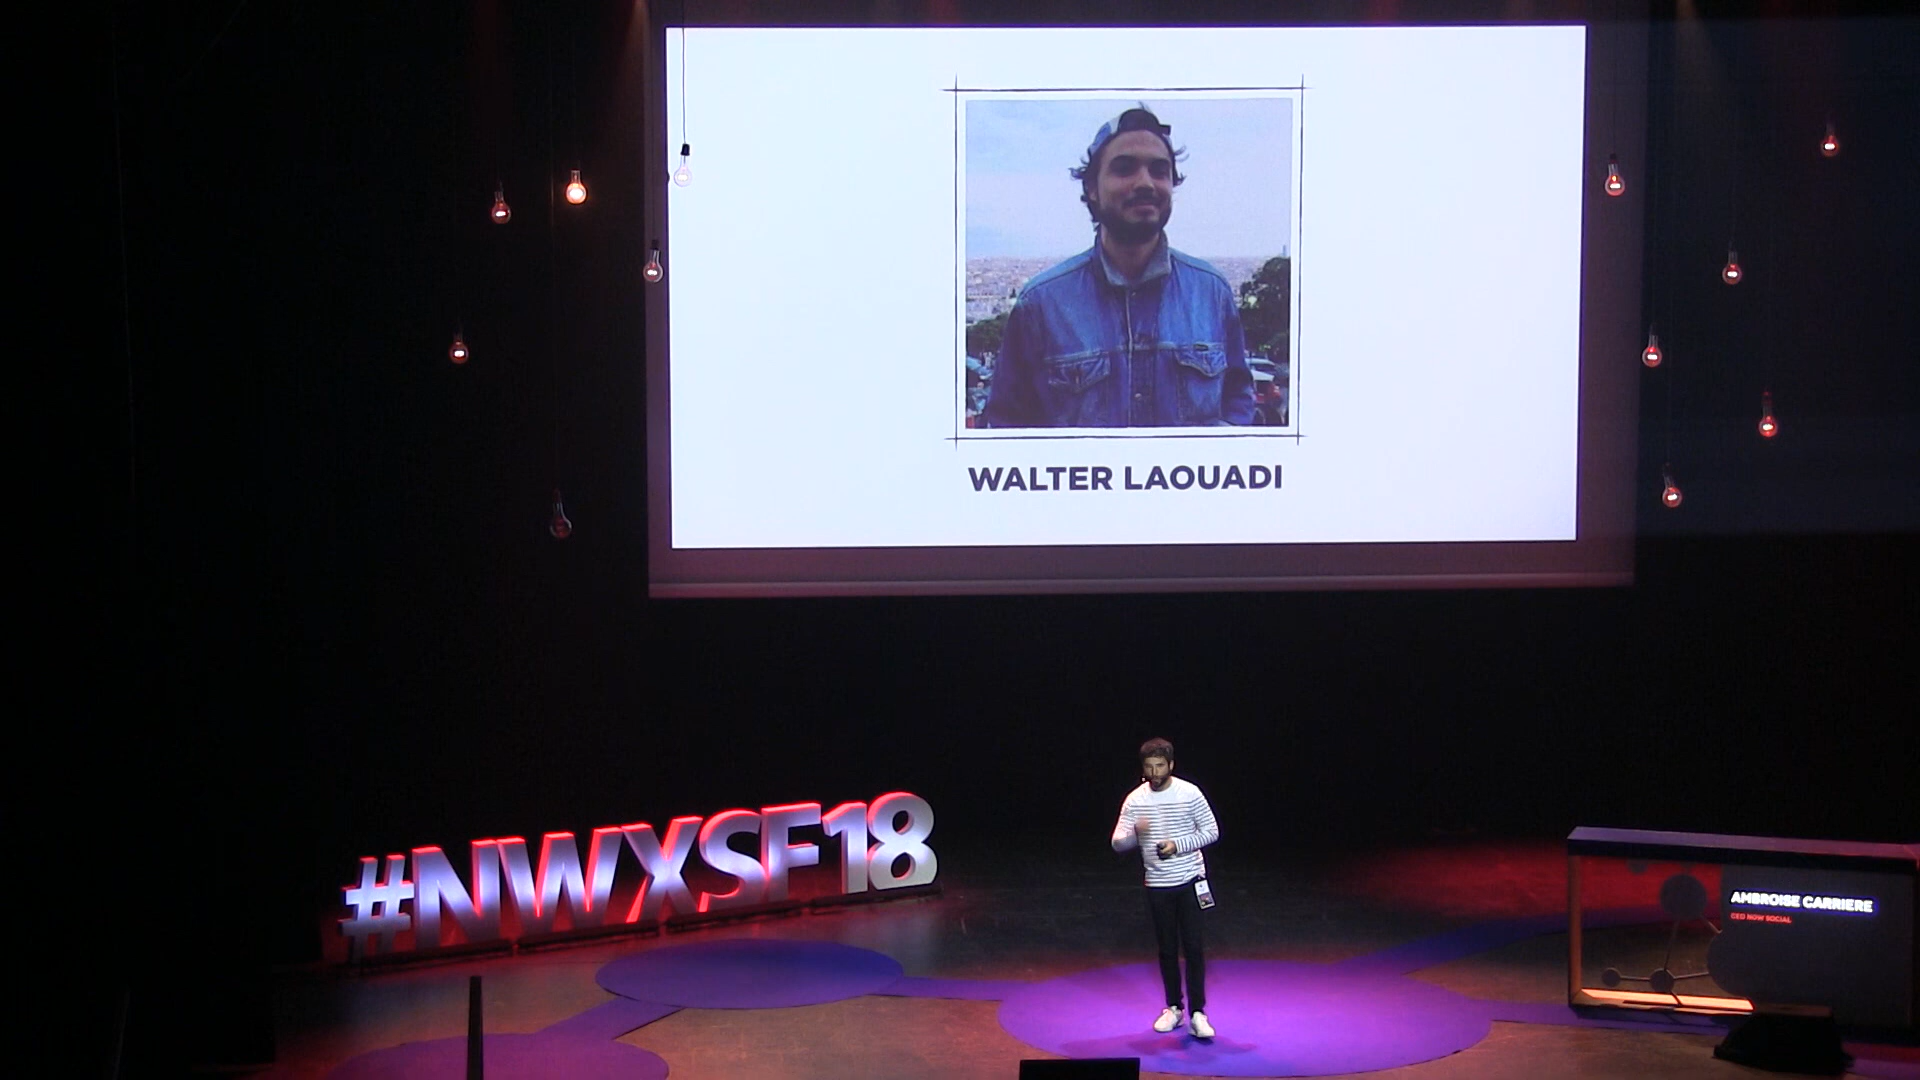 WALTER LAOUADI
#NWXSF18
AMBROISE CARRIERE
CEO NOW SOCIAL